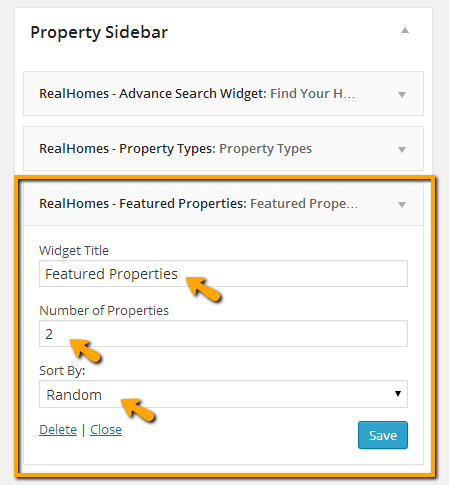 Property Sidebar
RealHomes - Advance Search Widget: Find Your H...
RealHomes - Property Types: Property Types
RealHomes - Featured Properties: Featured Prope...
Widget Title
Featured Properties
Number of Properties
2
Sort By:
Random
Delete | Close
Save